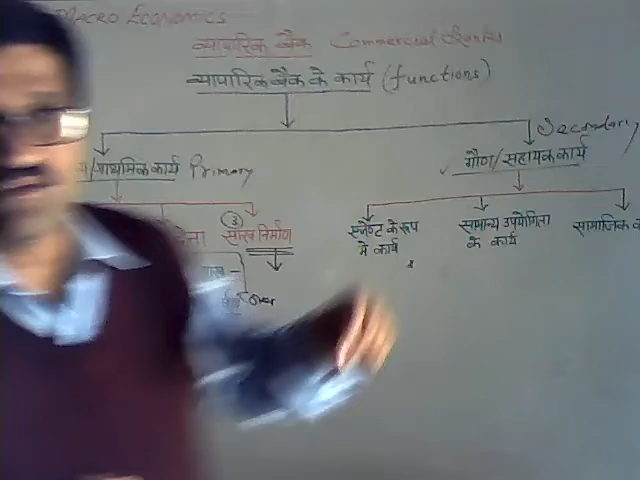 MACRO ECONOMICS
व्यापारिक बैंक Commercial Banks
व्यापारिक बैंक के कार्य (functions)
Secondary
/प्राथमिक कार्य Primary
गौण/सहायक कार्य
③
साख निर्माण
एजेण्ट के रूप में कार्य
सामान्य उपयोगिता के कार्य
सामाजिक